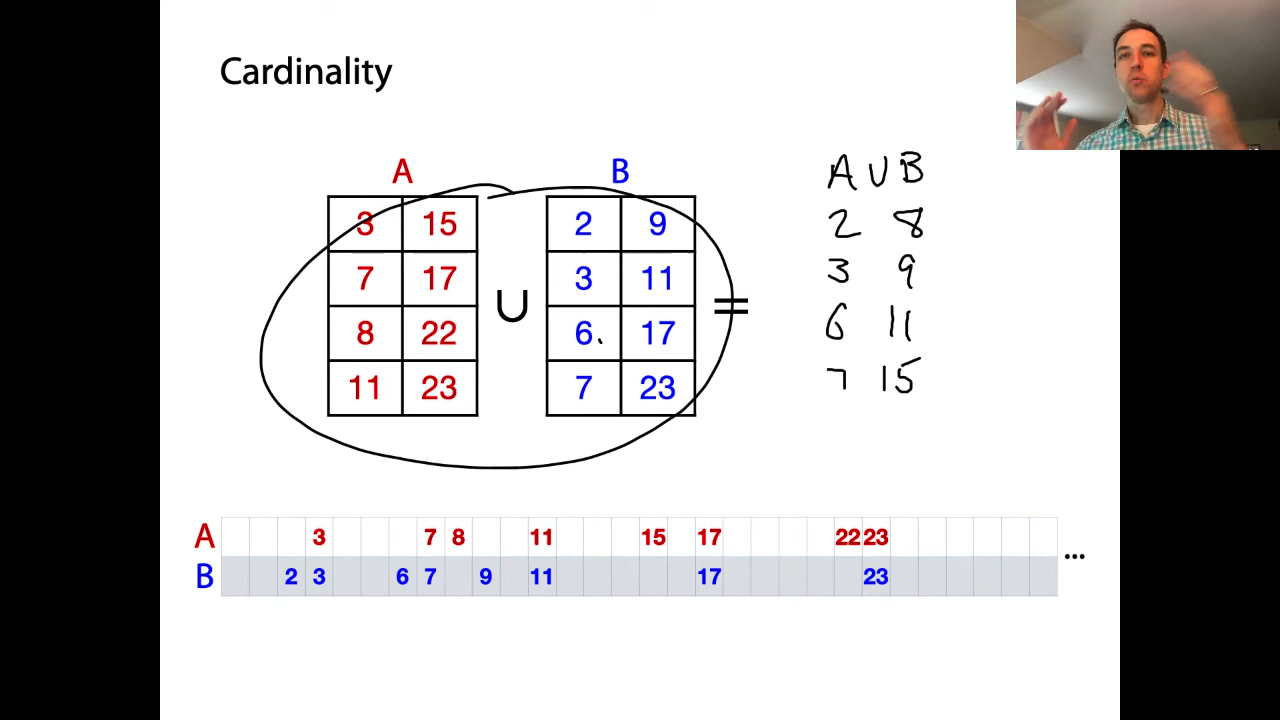 Cardinality
A B A∪B
3 15 2 9 2 8
7 17 3 11 3 9
∪ =
8 22 6. 17 6 11
11 23 7 23 7 15
A 3 7 8 11 15 17 22 23
...
B 2 3 6 7 9 11 17 23